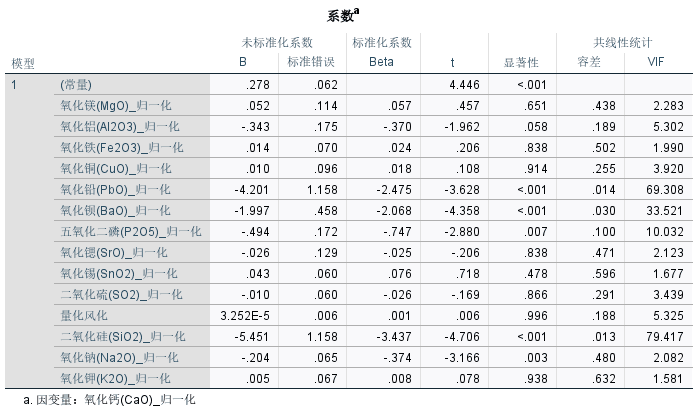 系数a
未标准化系数 标准化系数 共线性统计
模型 B 标准错误 Beta t 显著性 容差 VIF
1 (常量) .278 .062 4.446 <.001
氧化镁(MgO)_归一化 .052 .114 .057 .457 .651 .438 2.283
氧化铝(Al2O3)_归一化 -.343 .175 -.370 -1.962 .058 .189 5.302
氧化铁(Fe2O3)_归一化 .014 .070 .024 .206 .838 .502 1.990
氧化铜(CuO)_归一化 .010 .096 .018 .108 .914 .255 3.920
氧化铅(PbO)_归一化 -4.201 1.158 -2.475 -3.628 <.001 .014 69.308
氧化钡(BaO)_归一化 -1.997 .458 -2.068 -4.358 <.001 .030 33.521
五氧化二磷(P2O5)_归一化 -.494 .172 -.747 -2.880 .007 .100 10.032
氧化锶(SrO)_归一化 -.026 .129 -.025 -.206 .838 .471 2.123
氧化锡(SnO2)_归一化 .043 .060 .076 .718 .478 .596 1.677
二氧化硫(SO2)_归一化 -.010 .060 -.026 -.169 .866 .291 3.439
量化风化 3.252E-5 .006 .001 .006 .996 .188 5.325
二氧化硅(SiO2)_归一化 -5.451 1.158 -3.437 -4.706 <.001 .013 79.417
氧化钠(Na2O)_归一化 -.204 .065 -.374 -3.166 .003 .480 2.082
氧化钾(K2O)_归一化 .005 .067 .008 .078 .938 .632 1.581
a. 因变量：氧化钙(CaO)_归一化